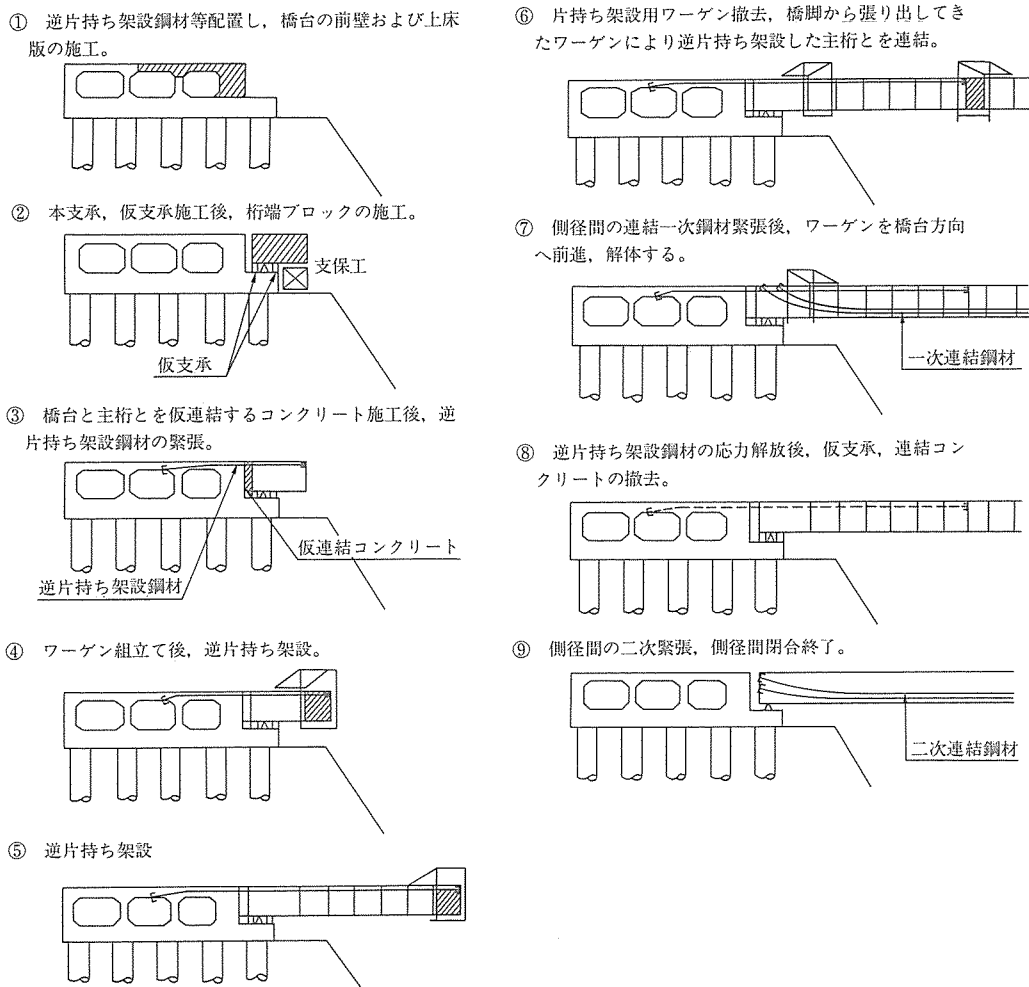 ① 逆片持ち架設鋼材等配置し，橋台の前壁および上床
版の施工。
② 本支承，仮支承施工後，桁端ブロックの施工。
支保工
仮支承
③ 橋台と主桁とを仮連結するコンクリート施工後，逆
片持ち架設鋼材の緊張。
仮連結コンクリート
逆片持ち架設鋼材
④ ワーゲン組立て後，逆片持ち架設。
⑤ 逆片持ち架設
⑥ 片持ち架設用ワーゲン撤去，橋脚から張り出してき
たワーゲンにより逆片持ち架設した主桁とを連結。
⑦ 側径間の連結一次鋼材緊張後，ワーゲンを橋台方向
へ前進，解体する。
一次連結鋼材
⑧ 逆片持ち架設鋼材の応力解放後，仮支承，連結コン
クリートの撤去。
⑨ 側径間の二次緊張，側径間閉合終了。
二次連結鋼材